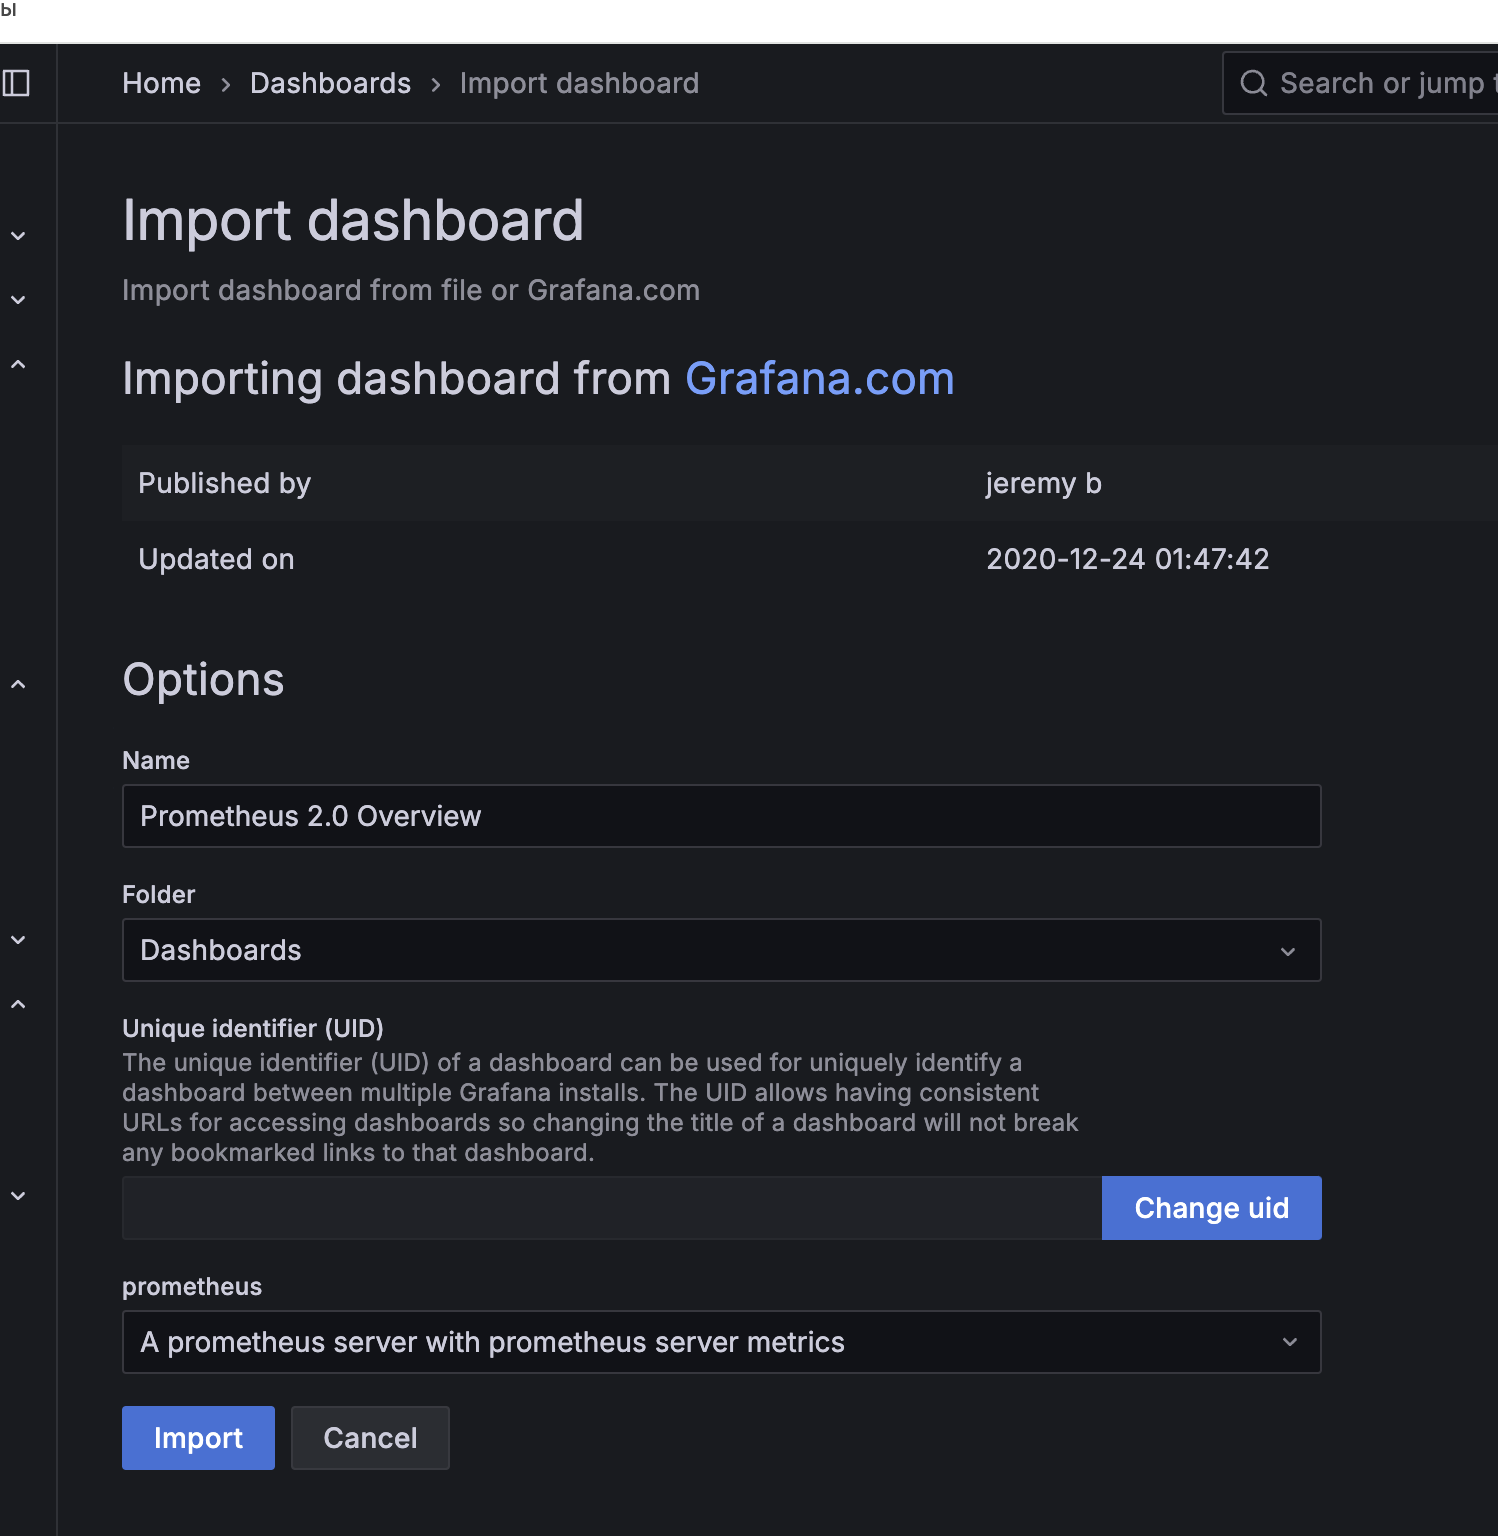 ы
Home › Dashboards › Import dashboard
Search or jump t
Import dashboard
Import dashboard from file or Grafana.com
Importing dashboard from Grafana.com
Published by jeremy b
Updated on 2020-12-24 01:47:42
Options
Name
Prometheus 2.0 Overview
Folder
Dashboards
Unique identifier (UID)
The unique identifier (UID) of a dashboard can be used for uniquely identify a
dashboard between multiple Grafana installs. The UID allows having consistent
URLs for accessing dashboards so changing the title of a dashboard will not break
any bookmarked links to that dashboard.
Change uid
prometheus
A prometheus server with prometheus server metrics
Import Cancel